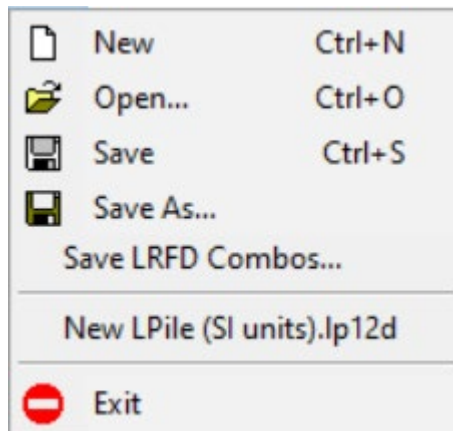 New Ctrl+N
Open... Ctrl+O
Save Ctrl+S
Save As...
Save LRFD Combos...
New LPile (SI units).lp12d
Exit